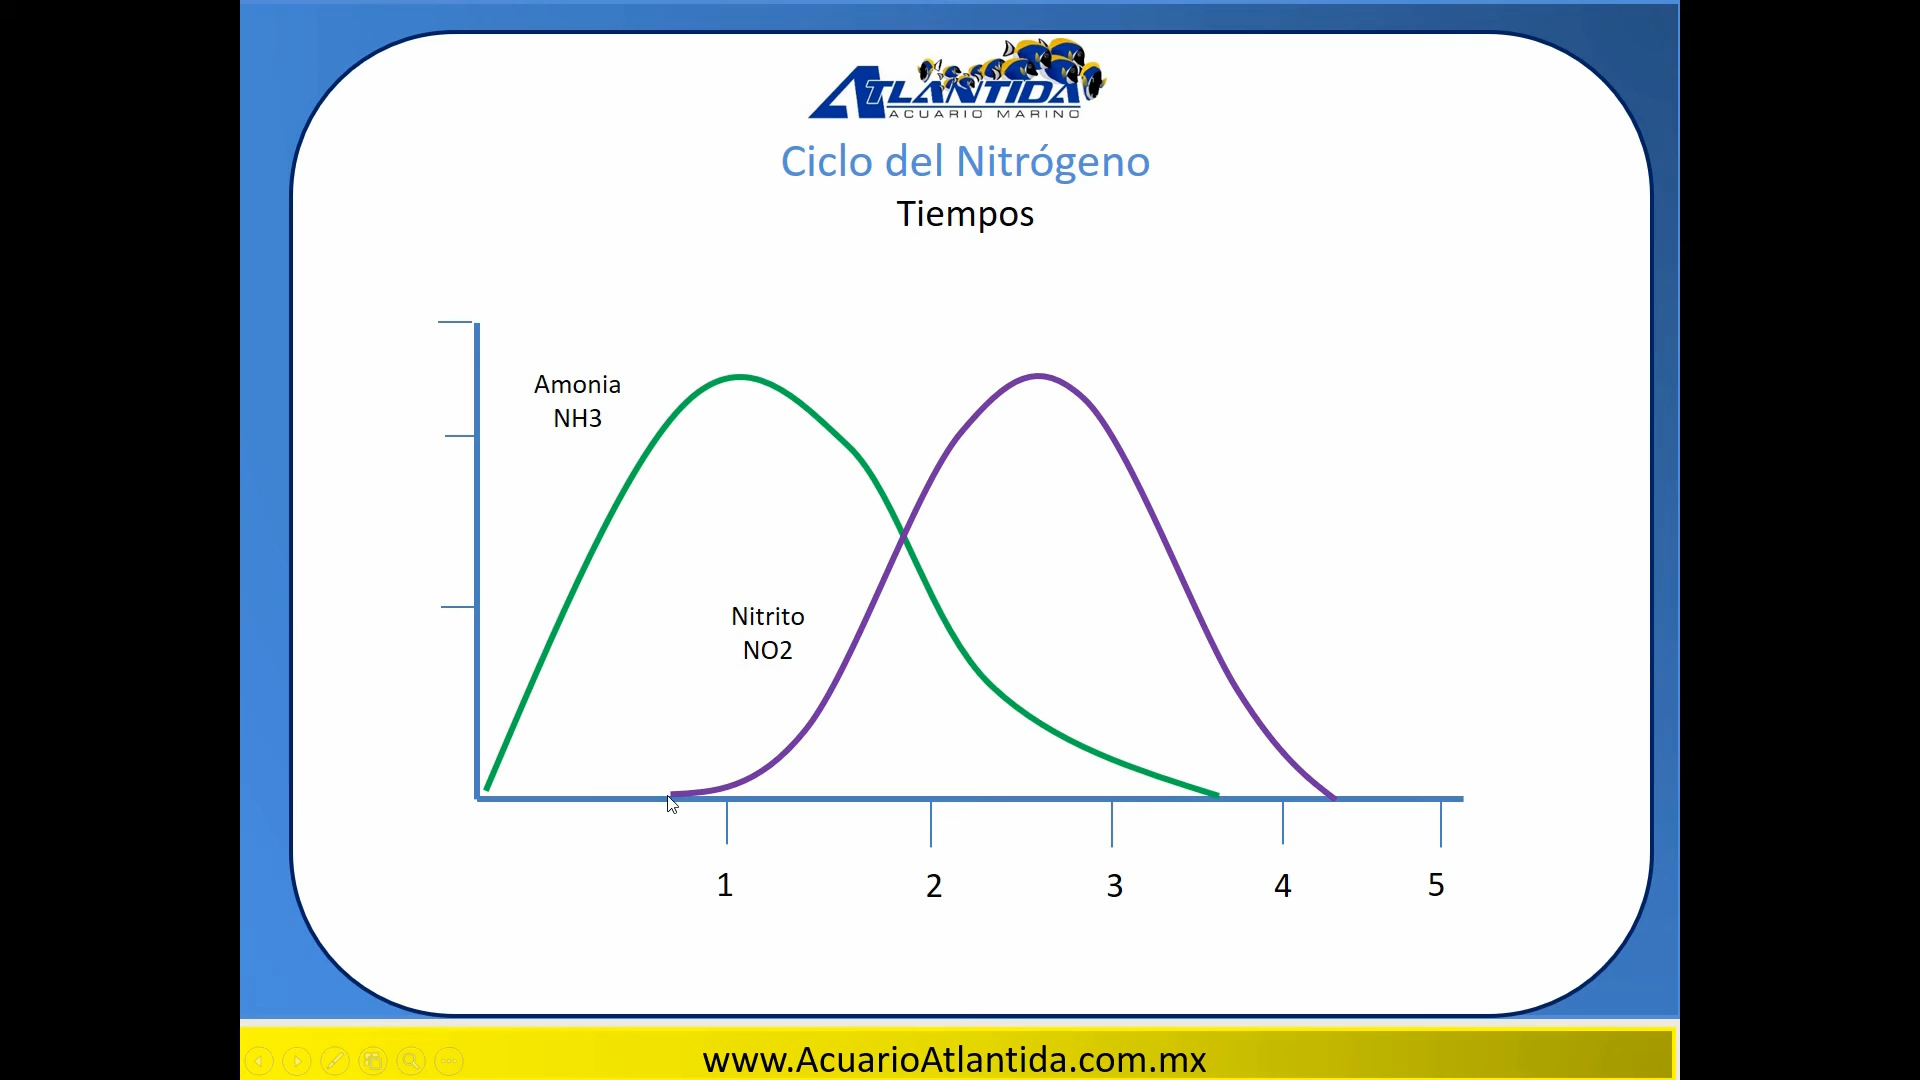 ATLANTIDA
ACUARIO MARINO
Ciclo del Nitrógeno
Tiempos
Amonia
NH3
Nitrito
NO2
1 2 3 4 5
www.AcuarioAtlantida.com.mx